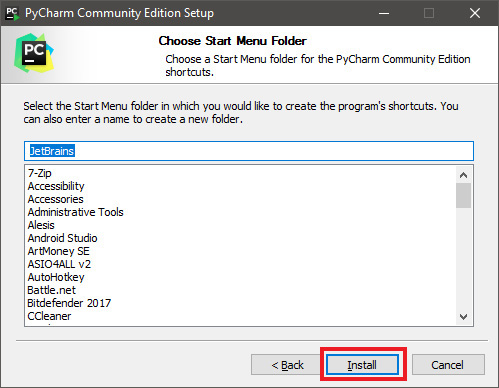 PyCharm Community Edition Setup
Choose Start Menu Folder
Choose a Start Menu folder for the PyCharm Community Edition
shortcuts.
Select the Start Menu folder in which you would like to create the program's shortcuts. You
can also enter a name to create a new folder.
JetBrains
7-Zip
Accessibility
Accessories
Administrative Tools
Alesis
Android Studio
ArtMoney SE
ASIO4ALL v2
AutoHotkey
Battle.net
Bitdefender 2017
CCleaner
< Back
Install
Cancel